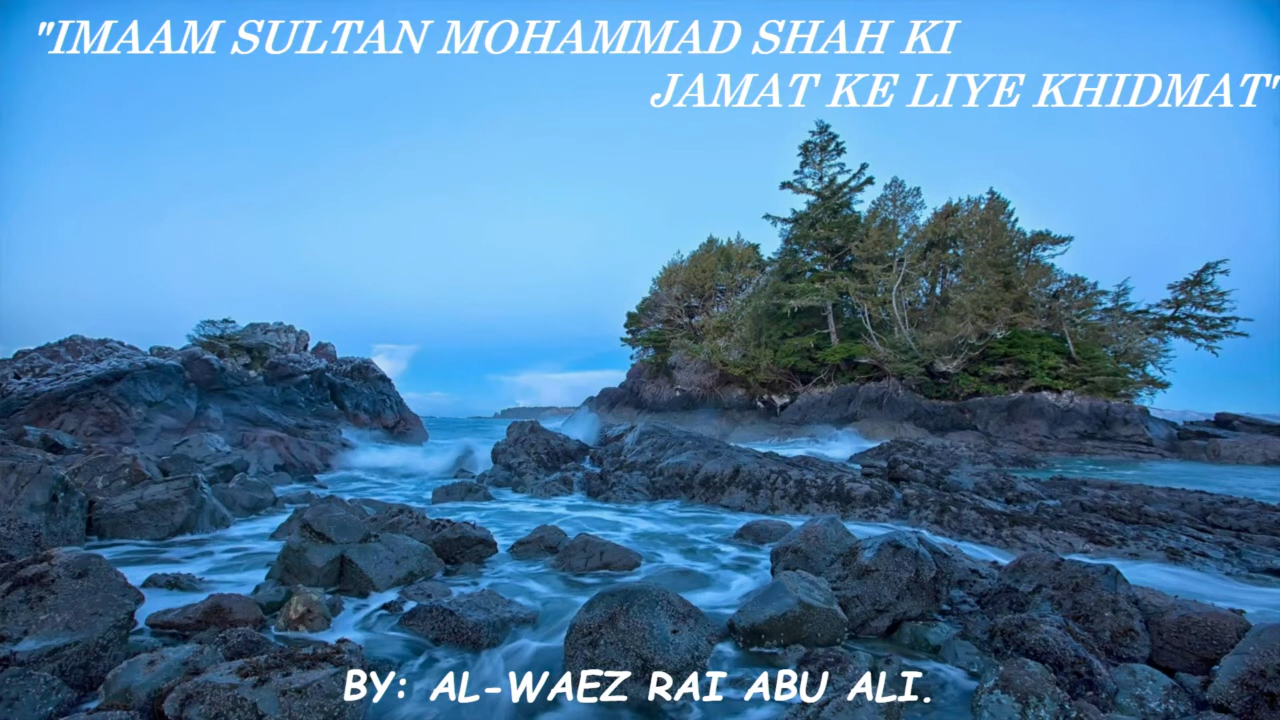 "IMAAM SULTAN MOHAMMAD SHAH KI
JAMAT KE LIYE KHIDMAT"
BY: AL-WAEZ RAI ABU ALI.